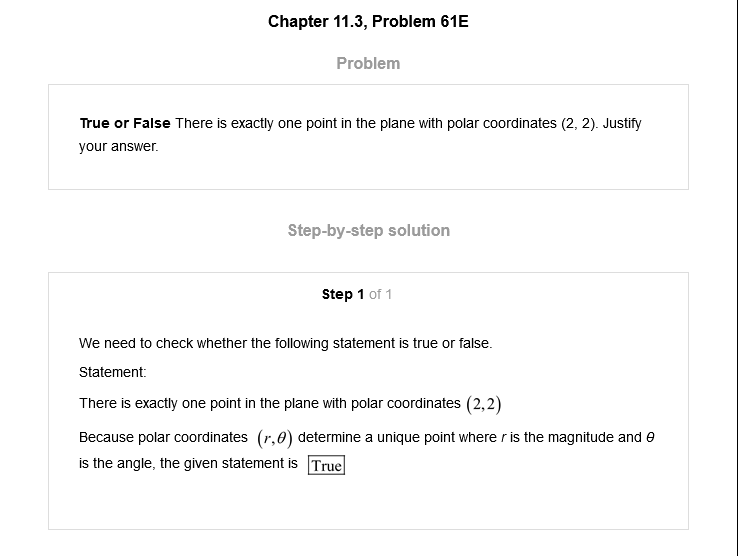 Chapter 11.3, Problem 61E
Problem
True or False There is exactly one point in the plane with polar coordinates (2, 2). Justify
your answer.
Step-by-step solution
Step 1 of 1
We need to check whether the following statement is true or false.
Statement:
There is exactly one point in the plane with polar coordinates (2,2)
Because polar coordinates (r,θ) determine a unique point where r is the magnitude and θ
is the angle, the given statement is True